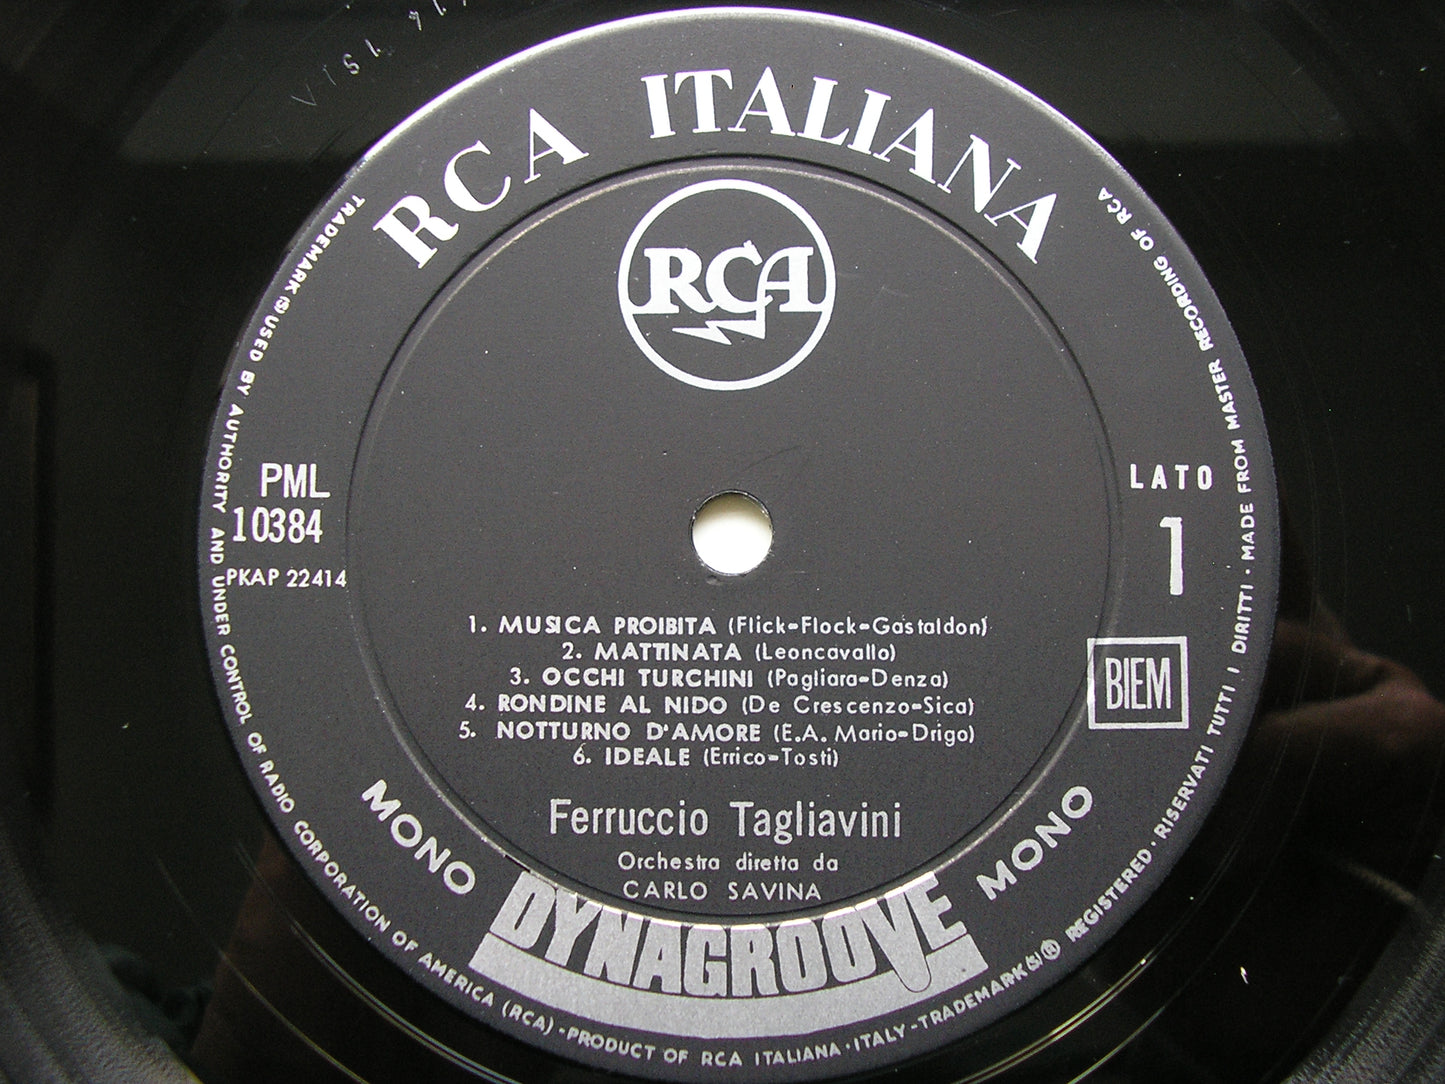 RCA ITALIANA
RCA
PML
10384
PKAP 22414
LATO
1
BIEM
1. MUSICA PROIBITA (Flick-Flock-Gastaldon)
2. MATTINATA (Leoncavallo)
3. OCCHI TURCHINI (Pagliara-Denza)
4. RONDINE AL NIDO (De Crescenzo-Sica)
5. NOTTURNO D'AMORE (E.A. Mario-Drigo)
6. IDEALE (Errico-Tosti)
Ferruccio Tagliavini
Orchestra diretta da
CARLO SAVINA
MONO
DYNAGROOVE
MONO
TRADEMARK(S) USED BY AUTHORITY AND UNDER CONTROL OF RADIO CORPORATION OF AMERICA (RCA) - PRODUCT OF RCA ITALIANA · ITALY - TRADEMARK(S) ® REGISTERED · RISERVATI TUTTI I DIRITTI · MADE FROM MASTER RECORDING OF RCA